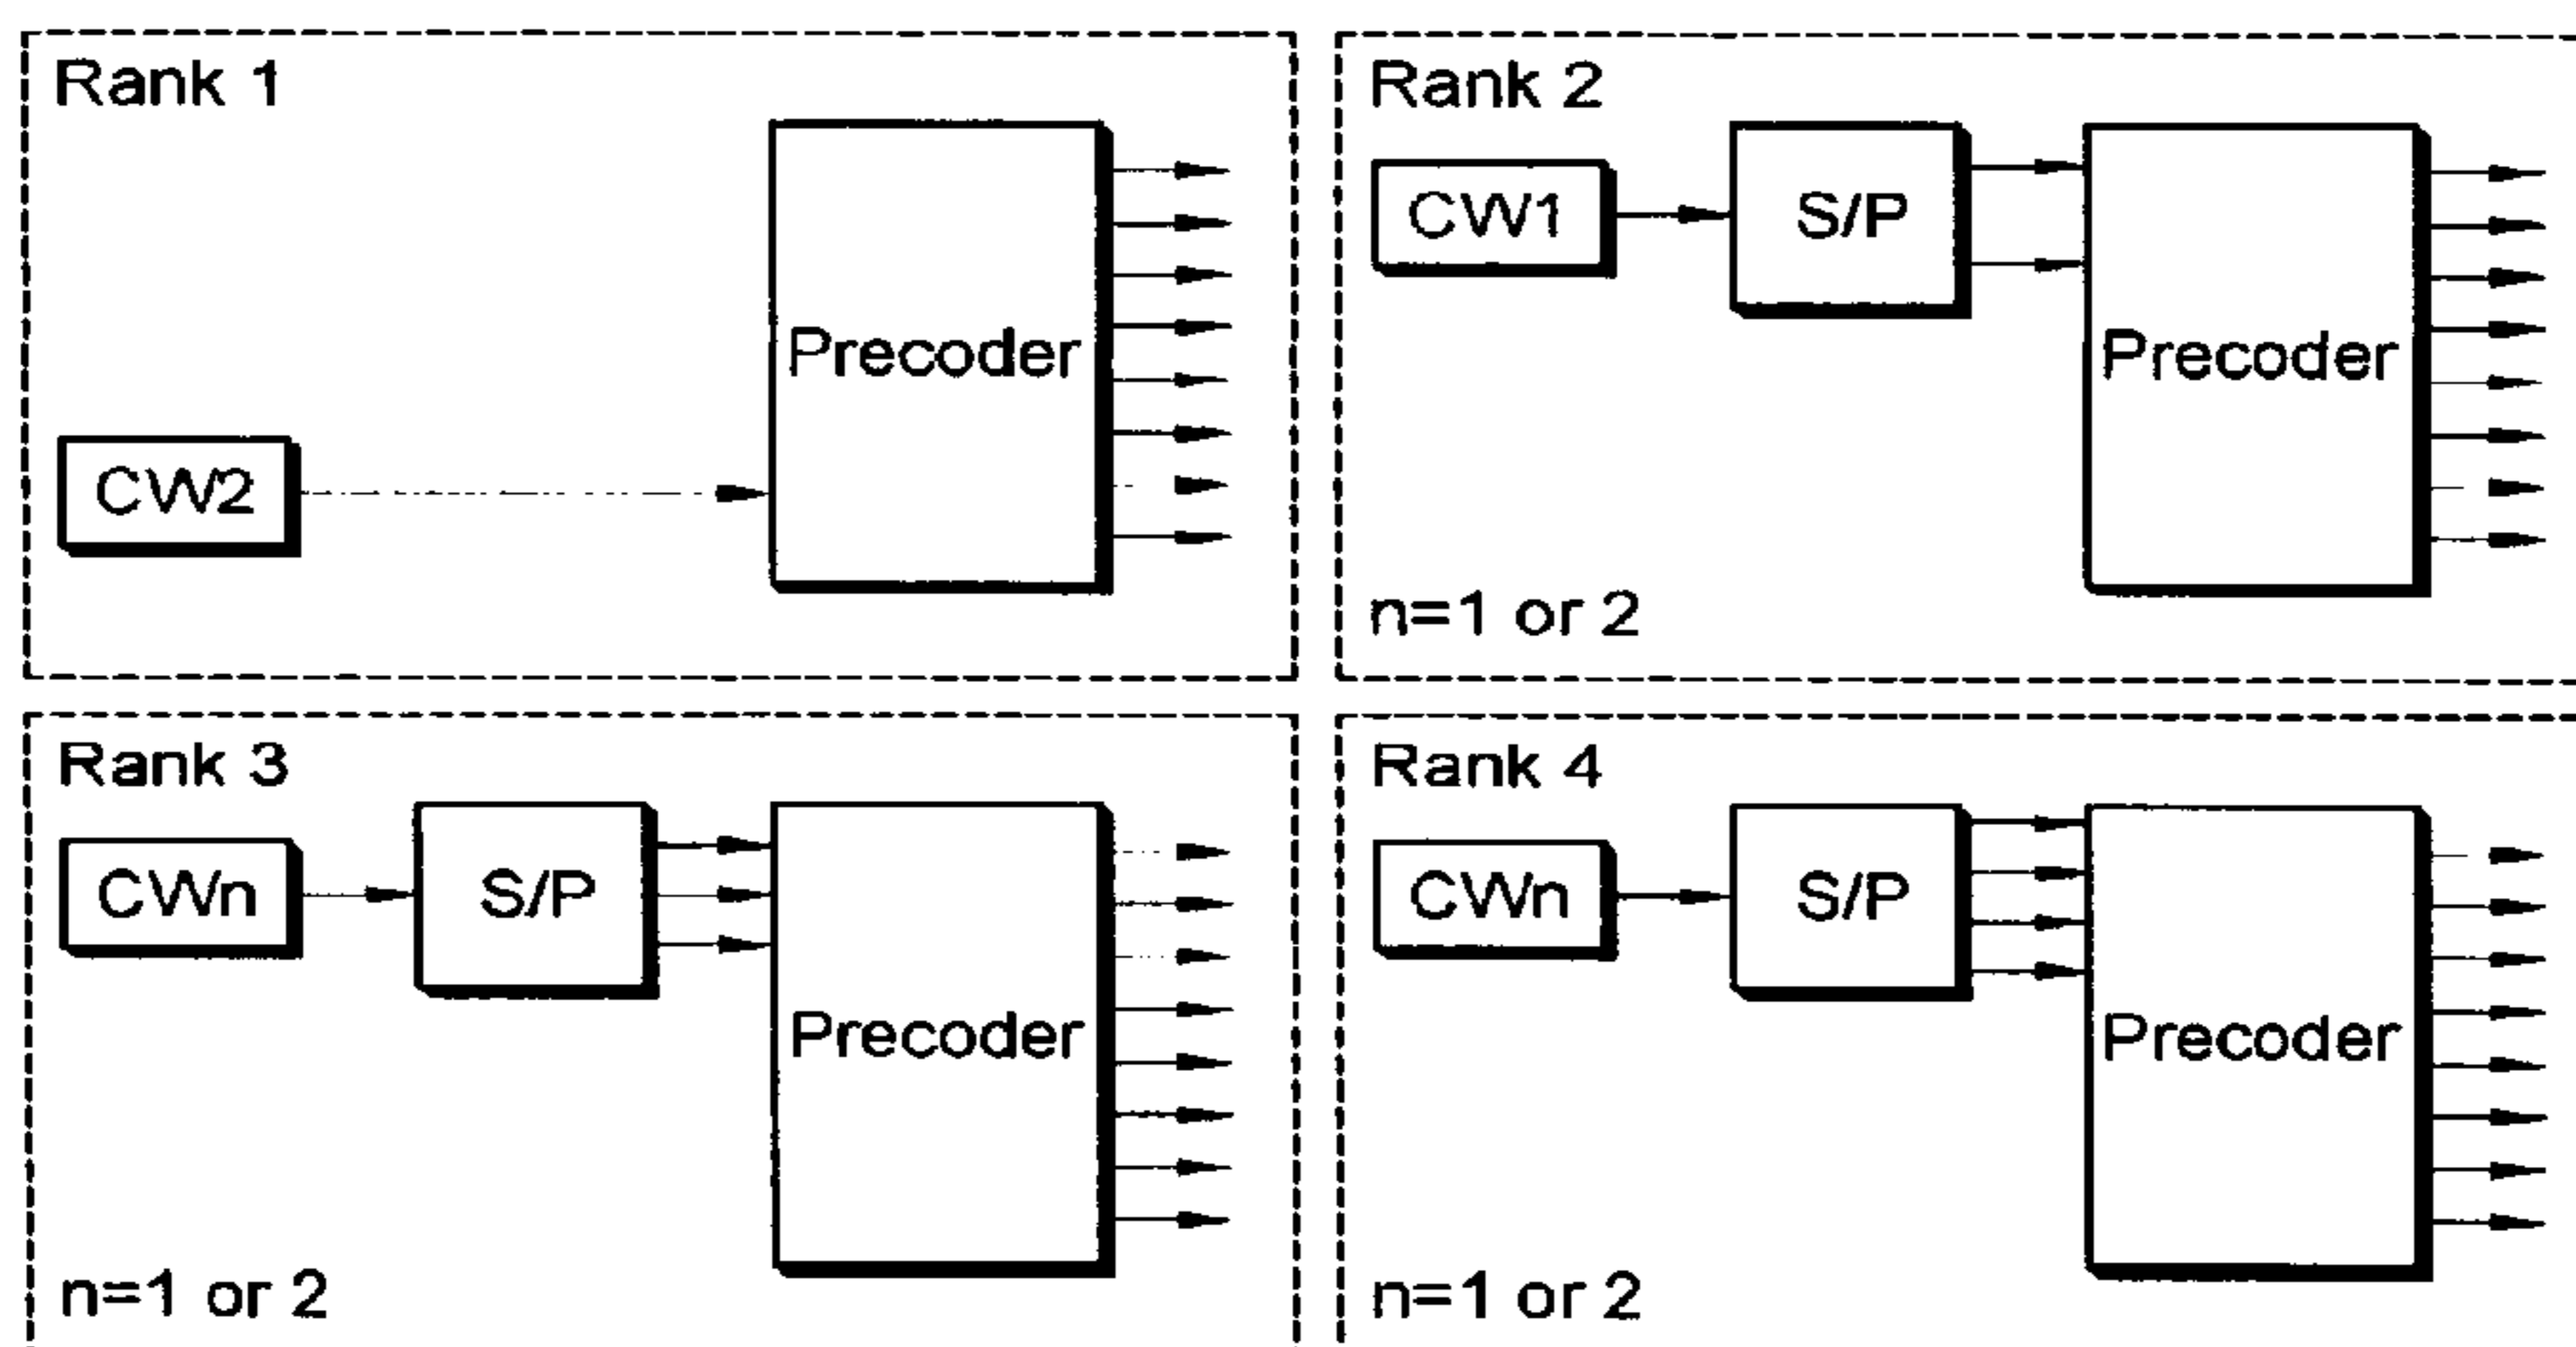 Rank 1
Precoder
CW2
Rank 2
CW1
S/P
Precoder
n=1 or 2
Rank 3
CWn
S/P
Precoder
n=1 or 2
Rank 4
CWn
S/P
Precoder
n=1 or 2